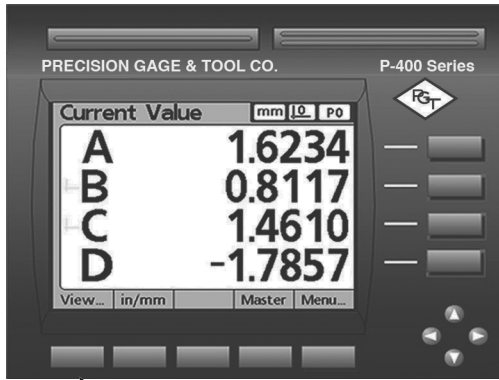 PRECISION GAGE & TOOL CO. P-400 Series
PGT
Current Value mm P0
A 1.6234
B 0.8117
C 1.4610
D -1.7857
View... in/mm Master Menu...